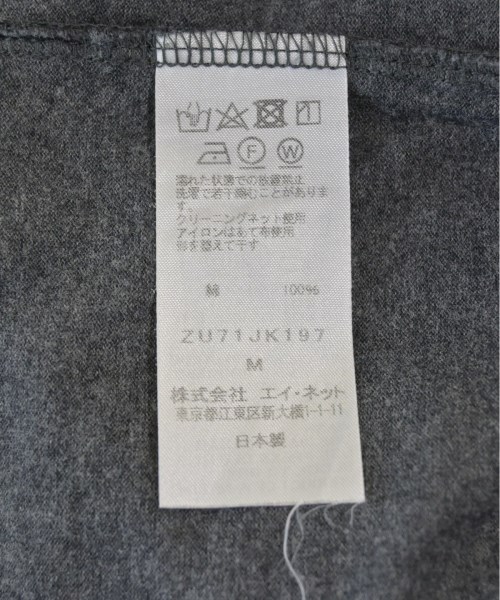 F W
濡れた状態での放置禁止
洗濯で若干縮むことがありま
す。
クリーニングネット使用
アイロンはあて布使用
形を整えて干す
綿 100%
ZU71JK197
M
株式会社 エイ・ネット
東京都江東区新大橋1-1-11
日本製